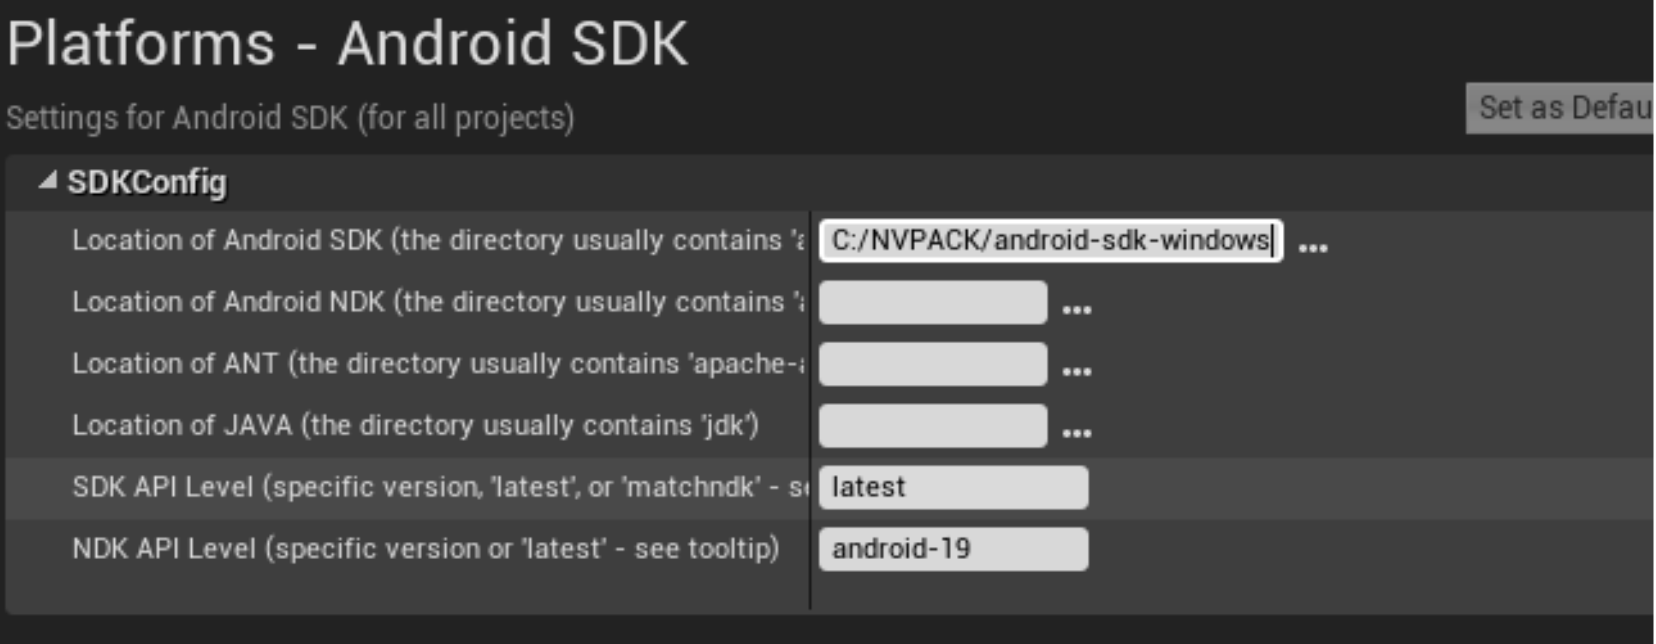 Platforms - Android SDK
Settings for Android SDK (for all projects)
Set as Defau
SDKConfig
Location of Android SDK (the directory usually contains 'a
C:/NVPACK/android-sdk-windows
...
Location of Android NDK (the directory usually contains 'a
...
Location of ANT (the directory usually contains 'apache-a
...
Location of JAVA (the directory usually contains 'jdk')
...
SDK API Level (specific version, 'latest', or 'matchndk' - se
latest
NDK API Level (specific version or 'latest' - see tooltip)
android-19